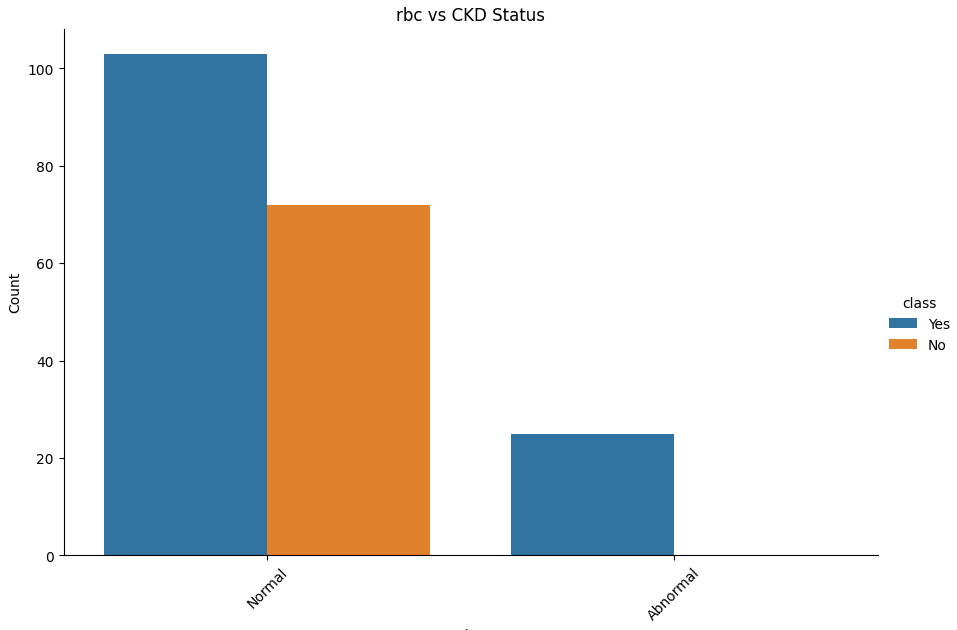 rbc vs CKD Status
Count
100
80
60
40
20
0
Normal
Abnormal
class
Yes
No